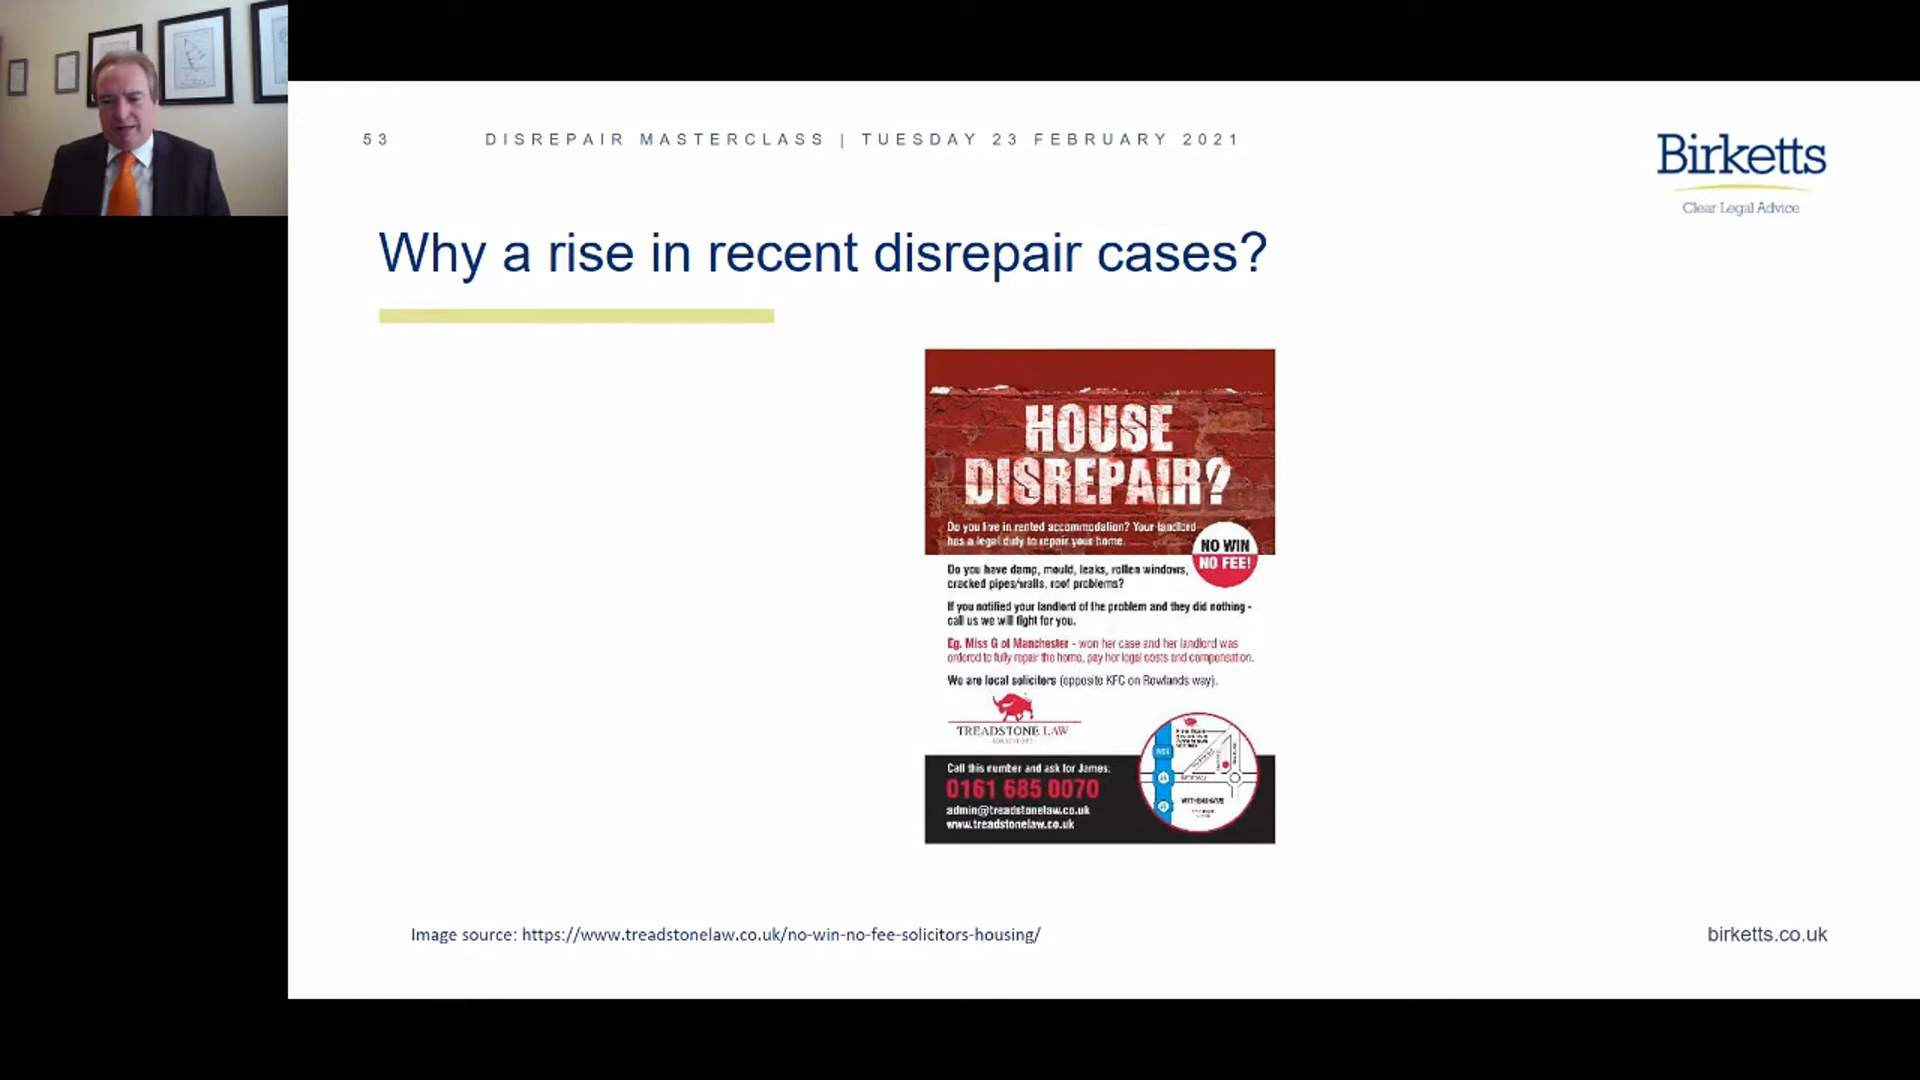 53 DISREPAIR MASTERCLASS | TUESDAY 23 FEBRUARY 2021
Birketts
Clear Legal Advice
Why a rise in recent disrepair cases?
HOUSE
DISREPAIR?
Do you live in rented accommodation? Your landlord
has a legal duty to repair your home.
NO WIN
NO FEE!
Do you have damp, mould, leaks, rotten windows,
cracked pipes/walls, roof problems?
If you notified your landlord of the problem and they did nothing -
call us we will fight for you.
Eg. Miss G of Manchester - won her case and her landlord was
ordered to fully repair the home, pay her legal costs and compensation.
We are local solicitors (opposite KFC on Rowlands way).
TREADSTONE LAW
SOLICITORS
Call this number and ask for James:
0161 685 0070
admin@treadstonelaw.co.uk
www.treadstonelaw.co.uk
WYTHENSHAWE
Image source: https://www.treadstonelaw.co.uk/no-win-no-fee-solicitors-housing/
birketts.co.uk